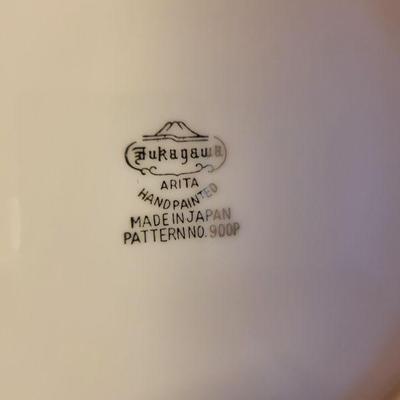 Fukagawa
ARITA
HANDPAINTED
MADE IN JAPAN
PATTERN NO. 900P